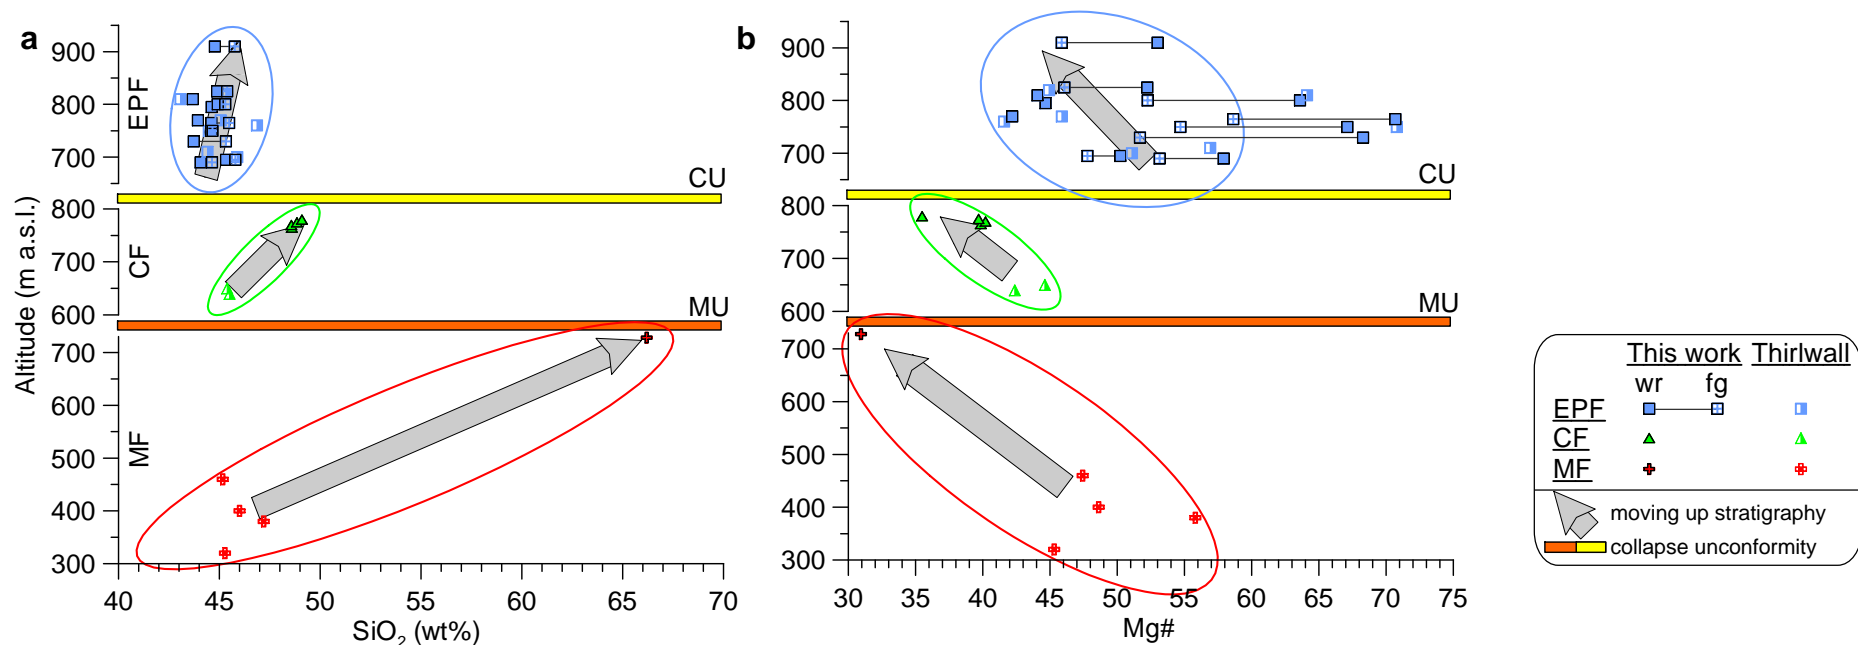 a
900
800
700
EPF
CU
800
700
600
CF
MU
700
600
500
400
300
MF
Altitude (m a.s.l.)
40 45 50 55 60 65 70
SiO₂ (wt%)
b
900
800
700
CU
800
700
600
MU
700
600
500
400
300
30 35 40 45 50 55 60 65 70 75
Mg#
This work Thirlwall
wr fg
EPF
CF
MF
moving up stratigraphy
collapse unconformity